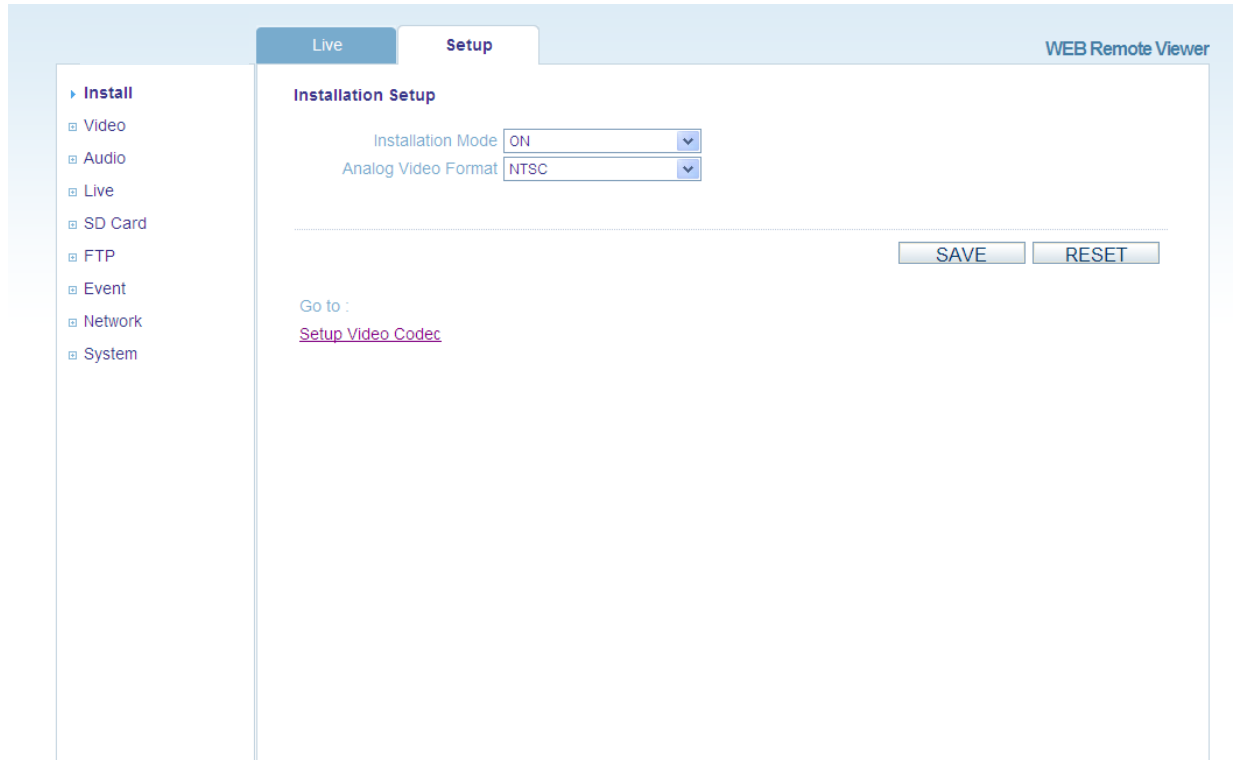 Live
Setup
WEB Remote Viewer
Install
Video
Audio
Live
SD Card
FTP
Event
Network
System
Installation Setup
Installation Mode ON
Analog Video Format NTSC
SAVE RESET
Go to :
Setup Video Codec